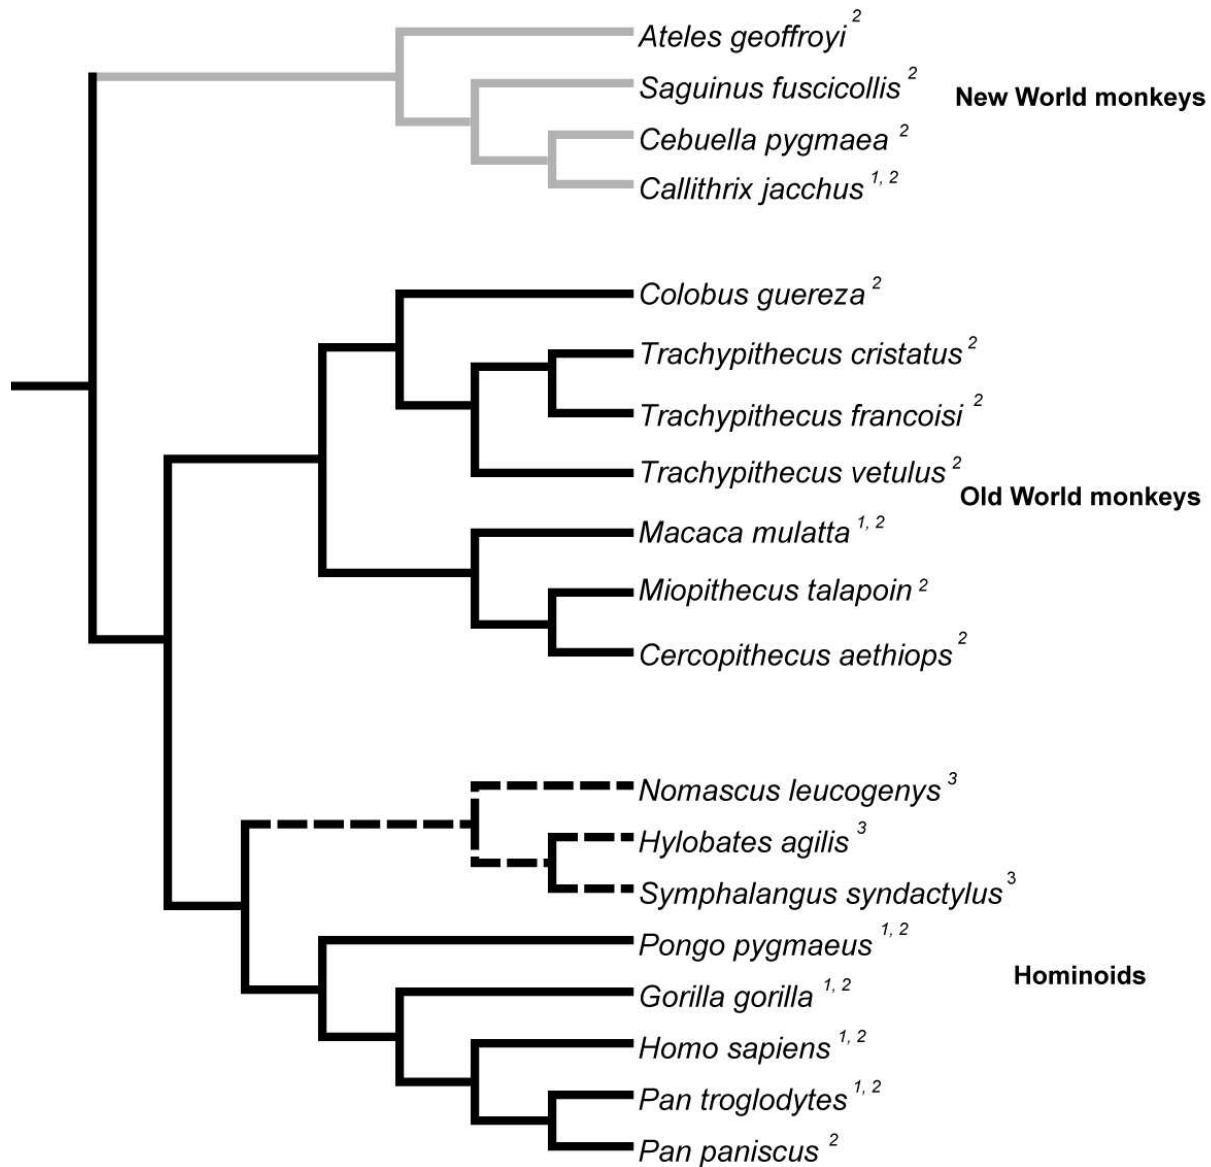 Ateles geoffroyi 2
Saguinus fuscicollis 2
New World monkeys
Cebuella pygmaea 2
Callithrix jacchus 1, 2
Colobus guereza 2
Trachypithecus cristatus 2
Trachypithecus francoisi 2
Trachypithecus vetulus 2
Old World monkeys
Macaca mulatta 1, 2
Miopithecus talapoin 2
Cercopithecus aethiops 2
Nomascus leucogenys 3
Hylobates agilis 3
Symphalangus syndactylus 3
Pongo pygmaeus 1, 2
Hominoids
Gorilla gorilla 1, 2
Homo sapiens 1, 2
Pan troglodytes 1, 2
Pan paniscus 2